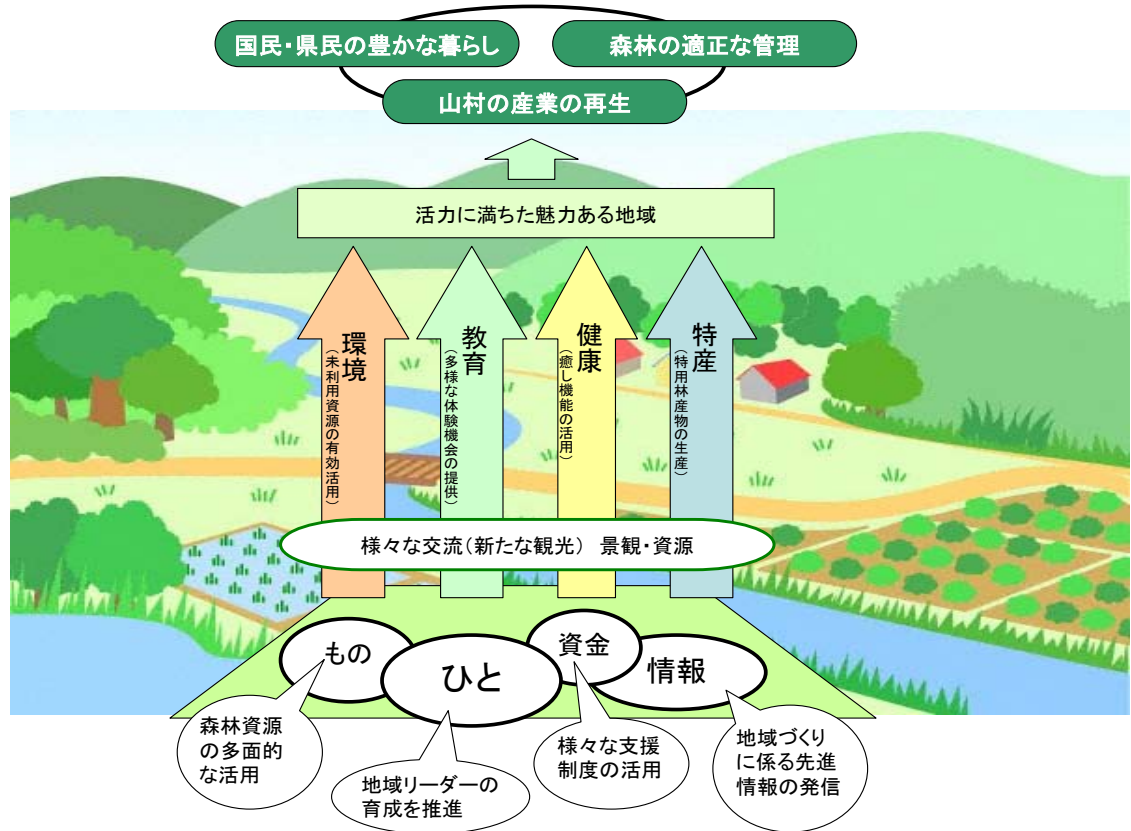 国民・県民の豊かな暮らし
森林の適正な管理
山村の産業の再生
活力に満ちた魅力ある地域
環境
(未利用資源の有効活用)
教育
(多様な体験機会の提供)
健康
(癒し機能の活用)
特産
(特用林産物の生産)
様々な交流(新たな観光) 景観・資源
もの
ひと
資金
情報
森林資源
の多面的
な活用
地域リーダーの
育成を推進
様々な支援
制度の活用
地域づくり
に係る先進
情報の発信